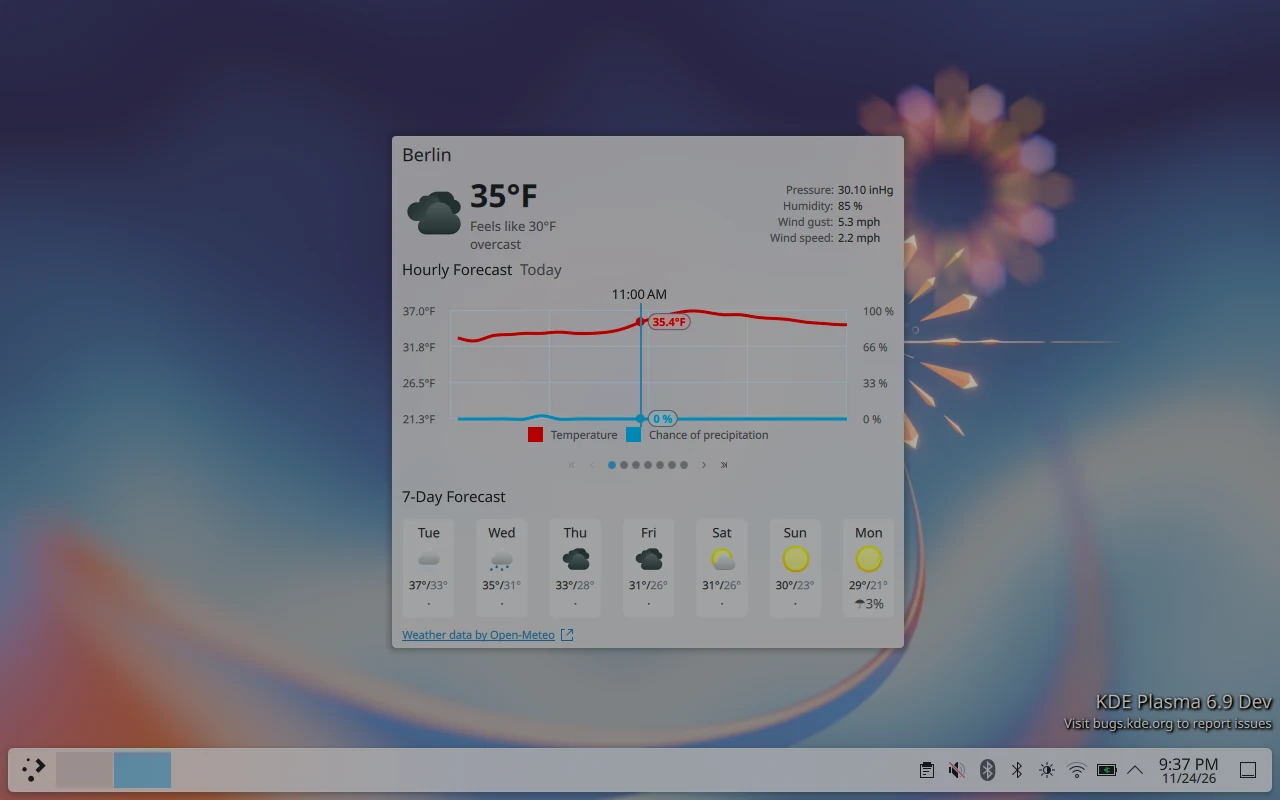 Berlin
35°F
Feels like 30°F
overcast
Pressure: 30.10 inHg
Humidity: 85 %
Wind gust: 5.3 mph
Wind speed: 2.2 mph
Hourly Forecast Today
11:00 AM
37.0°F
100 %
35.4°F
31.8°F
66 %
26.5°F
33 %
21.3°F
0 %
0 %
Temperature
Chance of precipitation
7-Day Forecast
Tue Wed Thu Fri Sat Sun Mon
37°/33° 35°/31° 33°/28° 31°/26° 31°/26° 30°/23° 29°/21°
☂3%
Weather data by Open-Meteo
KDE Plasma 6.9 Dev
Visit bugs.kde.org to report issues
9:37 PM
11/24/26